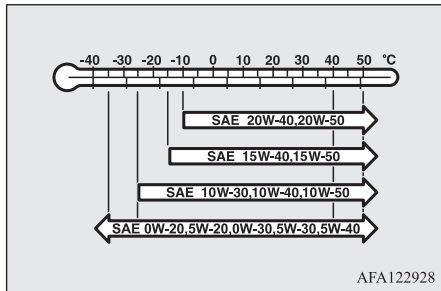 -40 -30 -20 -10 0 10 20 30 40 50 °C
SAE 20W-40,20W-50
SAE 15W-40,15W-50
SAE 10W-30,10W-40,10W-50
SAE 0W-20,5W-20,0W-30,5W-30,5W-40
AFA122928